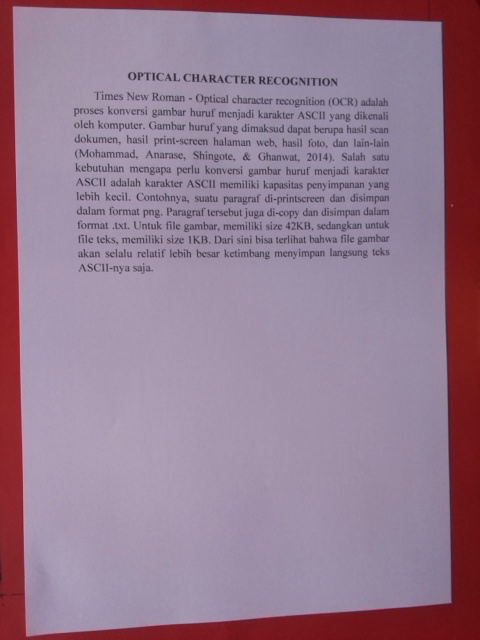 OPTICAL CHARACTER RECOGNITION
Times New Roman - Optical character recognition (OCR) adalah
proses konversi gambar huruf menjadi karakter ASCII yang dikenali
oleh komputer. Gambar huruf yang dimaksud dapat berupa hasil scan
dokumen, hasil print-screen halaman web, hasil foto, dan lain-lain
(Mohammad, Anarase, Shingote, & Ghanwat, 2014). Salah satu
kebutuhan mengapa perlu konversi gambar huruf menjadi karakter
ASCII adalah karakter ASCII memiliki kapasitas penyimpanan yang
lebih kecil. Contohnya, suatu paragraf di-printscreen dan disimpan
dalam format png. Paragraf tersebut juga di-copy dan disimpan dalam
format .txt. Untuk file gambar, memiliki size 42KB, sedangkan untuk
file teks, memiliki size 1KB. Dari sini bisa terlihat bahwa file gambar
akan selalu relatif lebih besar ketimbang menyimpan langsung teks
ASCII-nya saja.